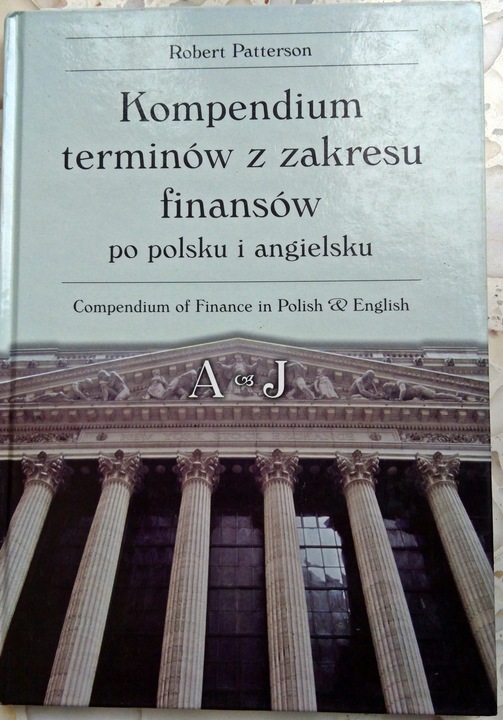 Robert Patterson
Kompendium
terminów z zakresu
finansów
po polsku i angielsku
Compendium of Finance in Polish & English
A & J